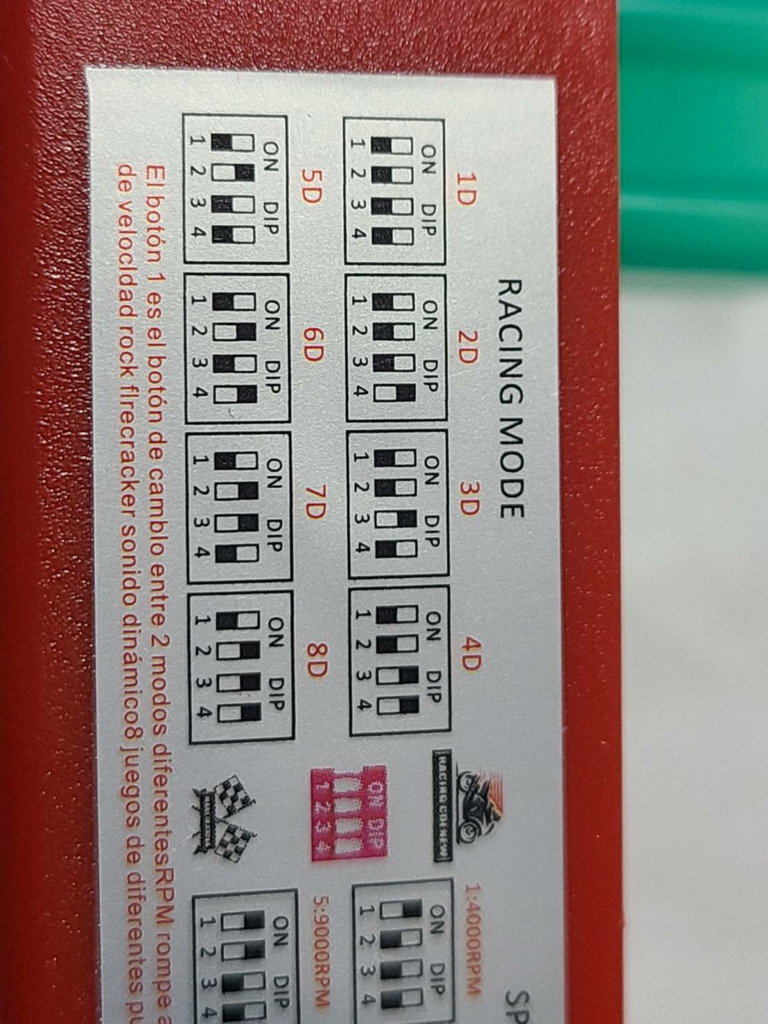 RACING MODE
SP
1D 2D 3D 4D 1:4000RPM
ON DIP ON DIP ON DIP ON DIP ON DIP
1 2 3 4 1 2 3 4 1 2 3 4 1 2 3 4 1 2 3 4
ON DIP
1 2 3 4
5D 6D 7D 8D 5:9000RPM
ON DIP ON DIP ON DIP ON DIP ON DIP
1 2 3 4 1 2 3 4 1 2 3 4 1 2 3 4 1 2 3 4
El botón 1 es el botón de camblo entre 2 modos diferentesRPM rompe a
de velocldad rock flrecracker sonido dinámico8 juegos de diferentes pu